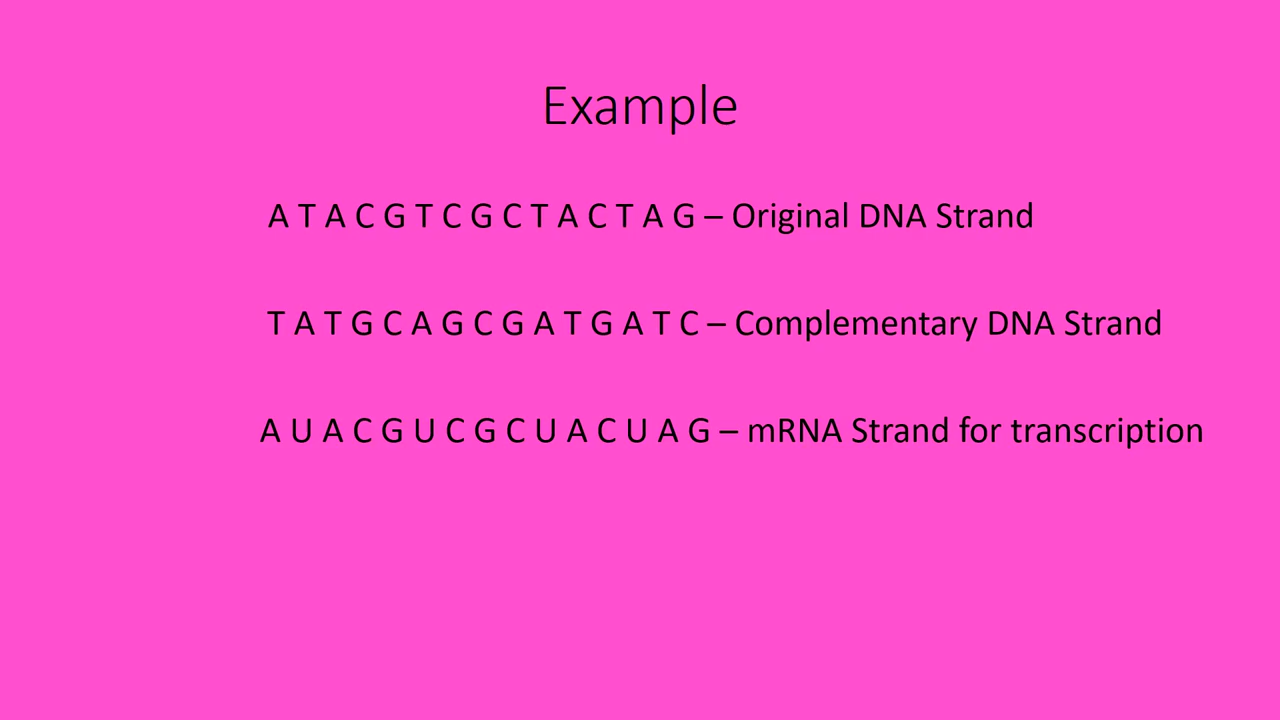 Example
A T A C G T C G C T A C T A G – Original DNA Strand
T A T G C A G C G A T G A T C – Complementary DNA Strand
A U A C G U C G C U A C U A G – mRNA Strand for transcription